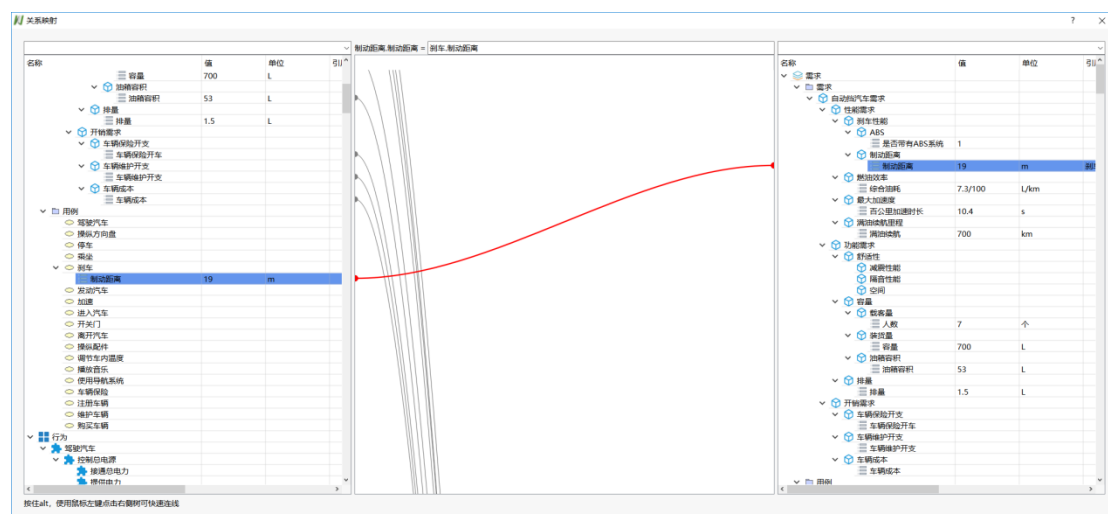 关系映射
?
制动距离.制动距离 = 刹车.制动距离
名称 值 单位
容量 700 L
油箱容积
油箱容积 53 L
排量
排量 1.5 L
开销需求
车辆保险开支
车辆保险开车
车辆维护开支
车辆维护开支
车辆成本
车辆成本
用例
驾驶汽车
操纵方向盘
停车
乘坐
刹车
制动距离 19 m
发动汽车
加速
进入汽车
开关门
离开汽车
操纵配件
调节车内温度
播放音乐
使用导航系统
车辆保险
注册车辆
维护车辆
购买车辆
行为
驾驶汽车
控制总电源
接通总电力
提供电力
名称 值 单位
需求
需求
自动挡汽车需求
性能需求
刹车性能
ABS
是否带有ABS系统 1
制动距离
制动距离 19 m
燃油效率
综合油耗 7.3/100 L/km
最大加速度
百公里加速时长 10.4 s
满油续航里程
满油续航 700 km
功能需求
舒适性
减震性能
隔音性能
空间
容量
载客量
人数 7 个
装货量
容量 700 L
油箱容积
油箱容积 53 L
排量
排量 1.5 L
开销需求
车辆保险开支
车辆保险开车
车辆维护开支
车辆维护开支
车辆成本
车辆成本
用例
按住alt，使用鼠标左键点击右侧树可快速连线